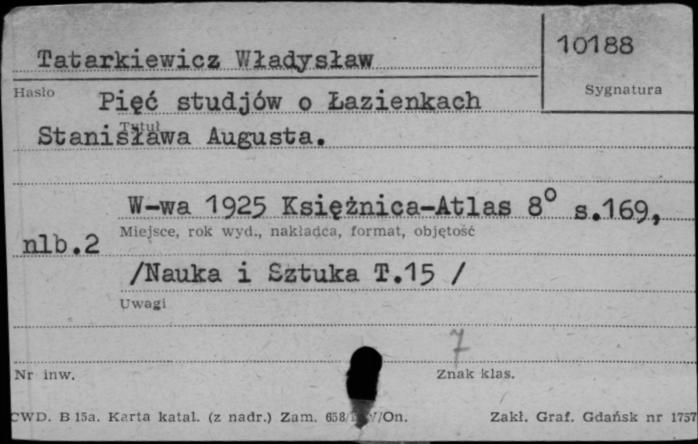 Tatarkiewicz Władysław
10188
Hasło
Sygnatura
Pięć studjów o Łazienkach
Tytuł
Stanisława Augusta.
W-wa 1925 Książnica-Atlas 8° s.169,
Miejsce, rok wyd., nakładca, format, objętość
nlb.2
/Nauka i Sztuka T.15 /
Uwagi
7
Nr inw.
Znak klas.
CWD. B 15a. Karta katal. (z nadr.) Zam. 658/ /On.
Zakł. Graf. Gdańsk nr 1757